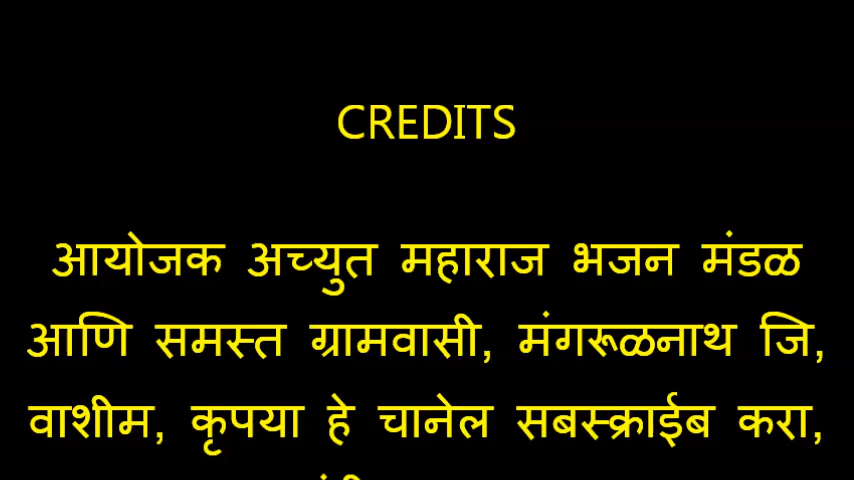 CREDITS
आयोजक अच्युत महाराज भजन मंडळ
आणि समस्त ग्रामवासी, मंगरूळनाथ जि,
वाशीम, कृपया हे चानेल सबस्क्राईब करा,